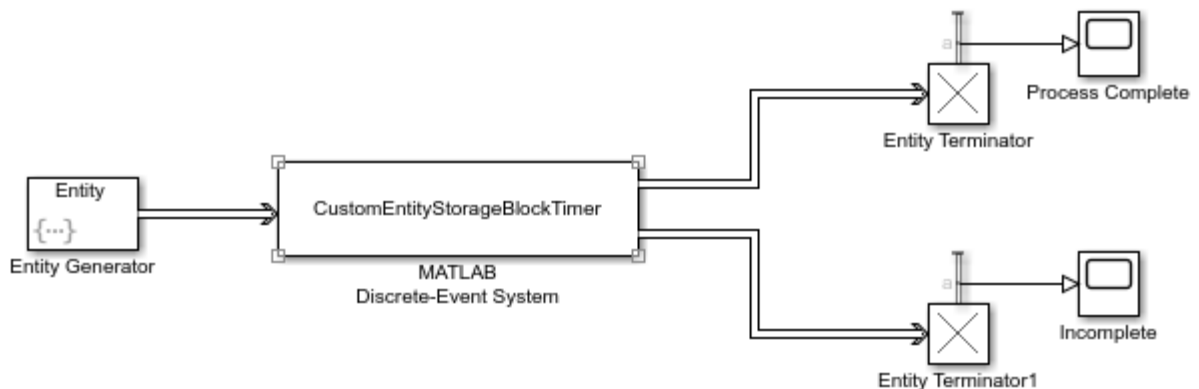 a
Process Complete
Entity Terminator
Entity
{...}
Entity Generator
CustomEntityStorageBlockTimer
MATLAB
Discrete-Event System
a
Incomplete
Entity Terminator1